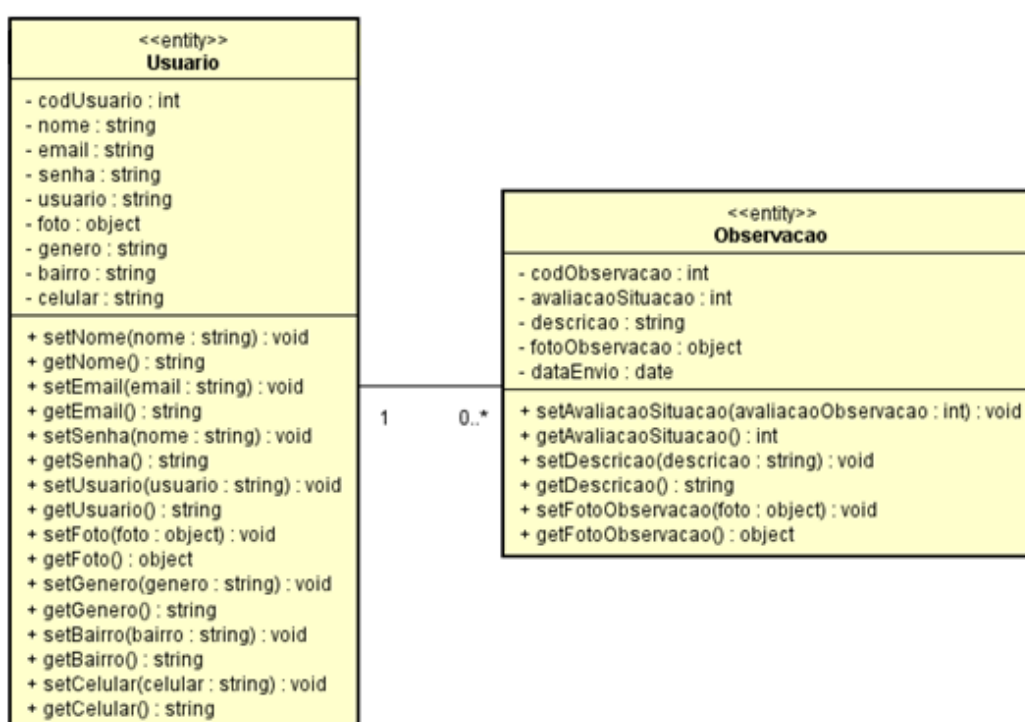 <<entity>>
Usuario
- codUsuario : int
- nome : string
- email : string
- senha : string
- usuario : string
- foto : object
- genero : string
- bairro : string
- celular : string
+ setNome(nome : string) : void
+ getNome() : string
+ setEmail(email : string) : void
+ getEmail() : string
+ setSenha(nome : string) : void
+ getSenha() : string
+ setUsuario(usuario : string) : void
+ getUsuario() : string
+ setFoto(foto : object) : void
+ getFoto() : object
+ setGenero(genero : string) : void
+ getGenero() : string
+ setBairro(bairro : string) : void
+ getBairro() : string
+ setCelular(celular : string) : void
+ getCelular() : string
1
0..*
<<entity>>
Observacao
- codObservacao : int
- avaliacaoSituacao : int
- descricao : string
- fotoObservacao : object
- dataEnvio : date
+ setAvaliacaoSituacao(avaliacaoObservacao : int) : void
+ getAvaliacaoSituacao() : int
+ setDescricao(descricao : string) : void
+ getDescricao() : string
+ setFotoObservacao(foto : object) : void
+ getFotoObservacao() : object